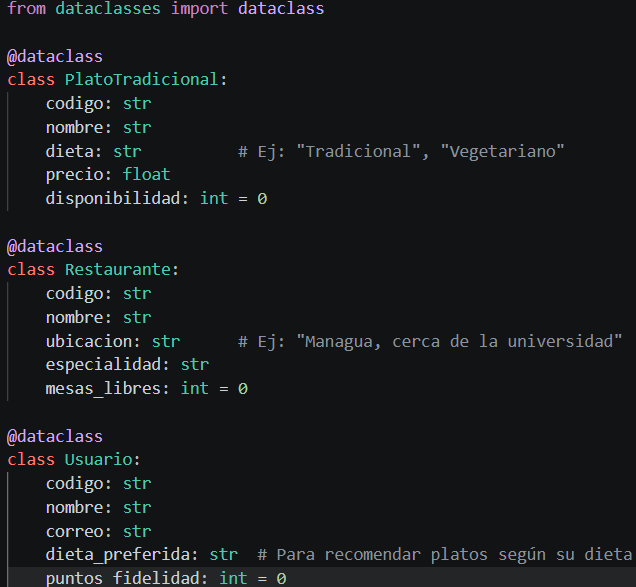 from dataclasses import dataclass
@dataclass
class PlatoTradicional:
codigo: str
nombre: str
dieta: str # Ej: "Tradicional", "Vegetariano"
precio: float
disponibilidad: int = 0
@dataclass
class Restaurante:
codigo: str
nombre: str
ubicacion: str # Ej: "Managua, cerca de la universidad"
especialidad: str
mesas_libres: int = 0
@dataclass
class Usuario:
codigo: str
nombre: str
correo: str
dieta_preferida: str # Para recomendar platos según su dieta
puntos_fidelidad: int = 0